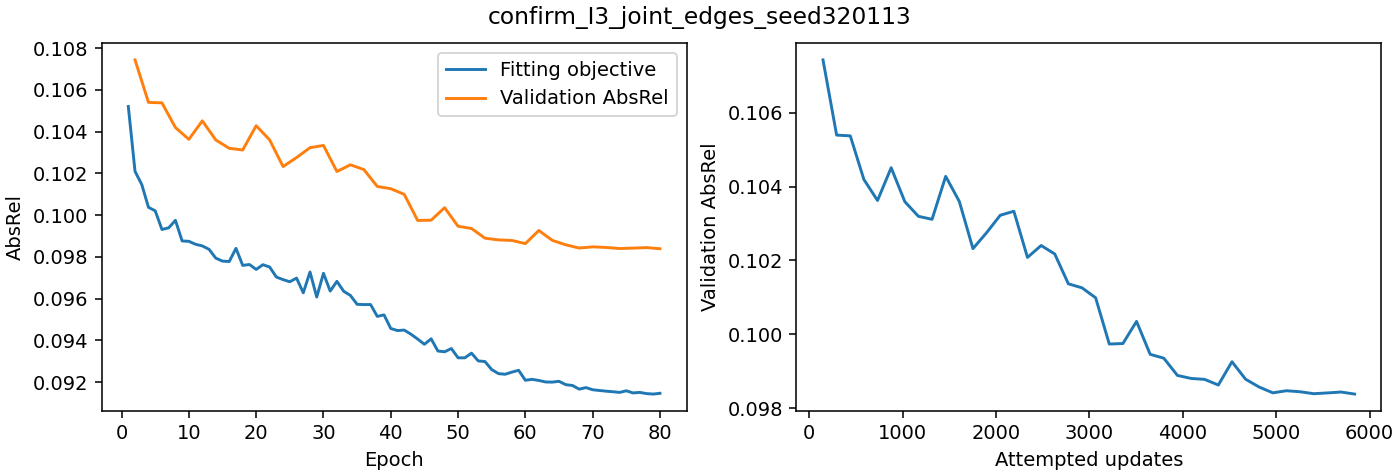 confirm_I3_joint_edges_seed320113
AbsRel
0.108
0.106
0.104
0.102
0.100
0.098
0.096
0.094
0.092
Fitting objective
Validation AbsRel
0 10 20 30 40 50 60 70 80
Epoch
Validation AbsRel
0.106
0.104
0.102
0.100
0.098
0 1000 2000 3000 4000 5000 6000
Attempted updates